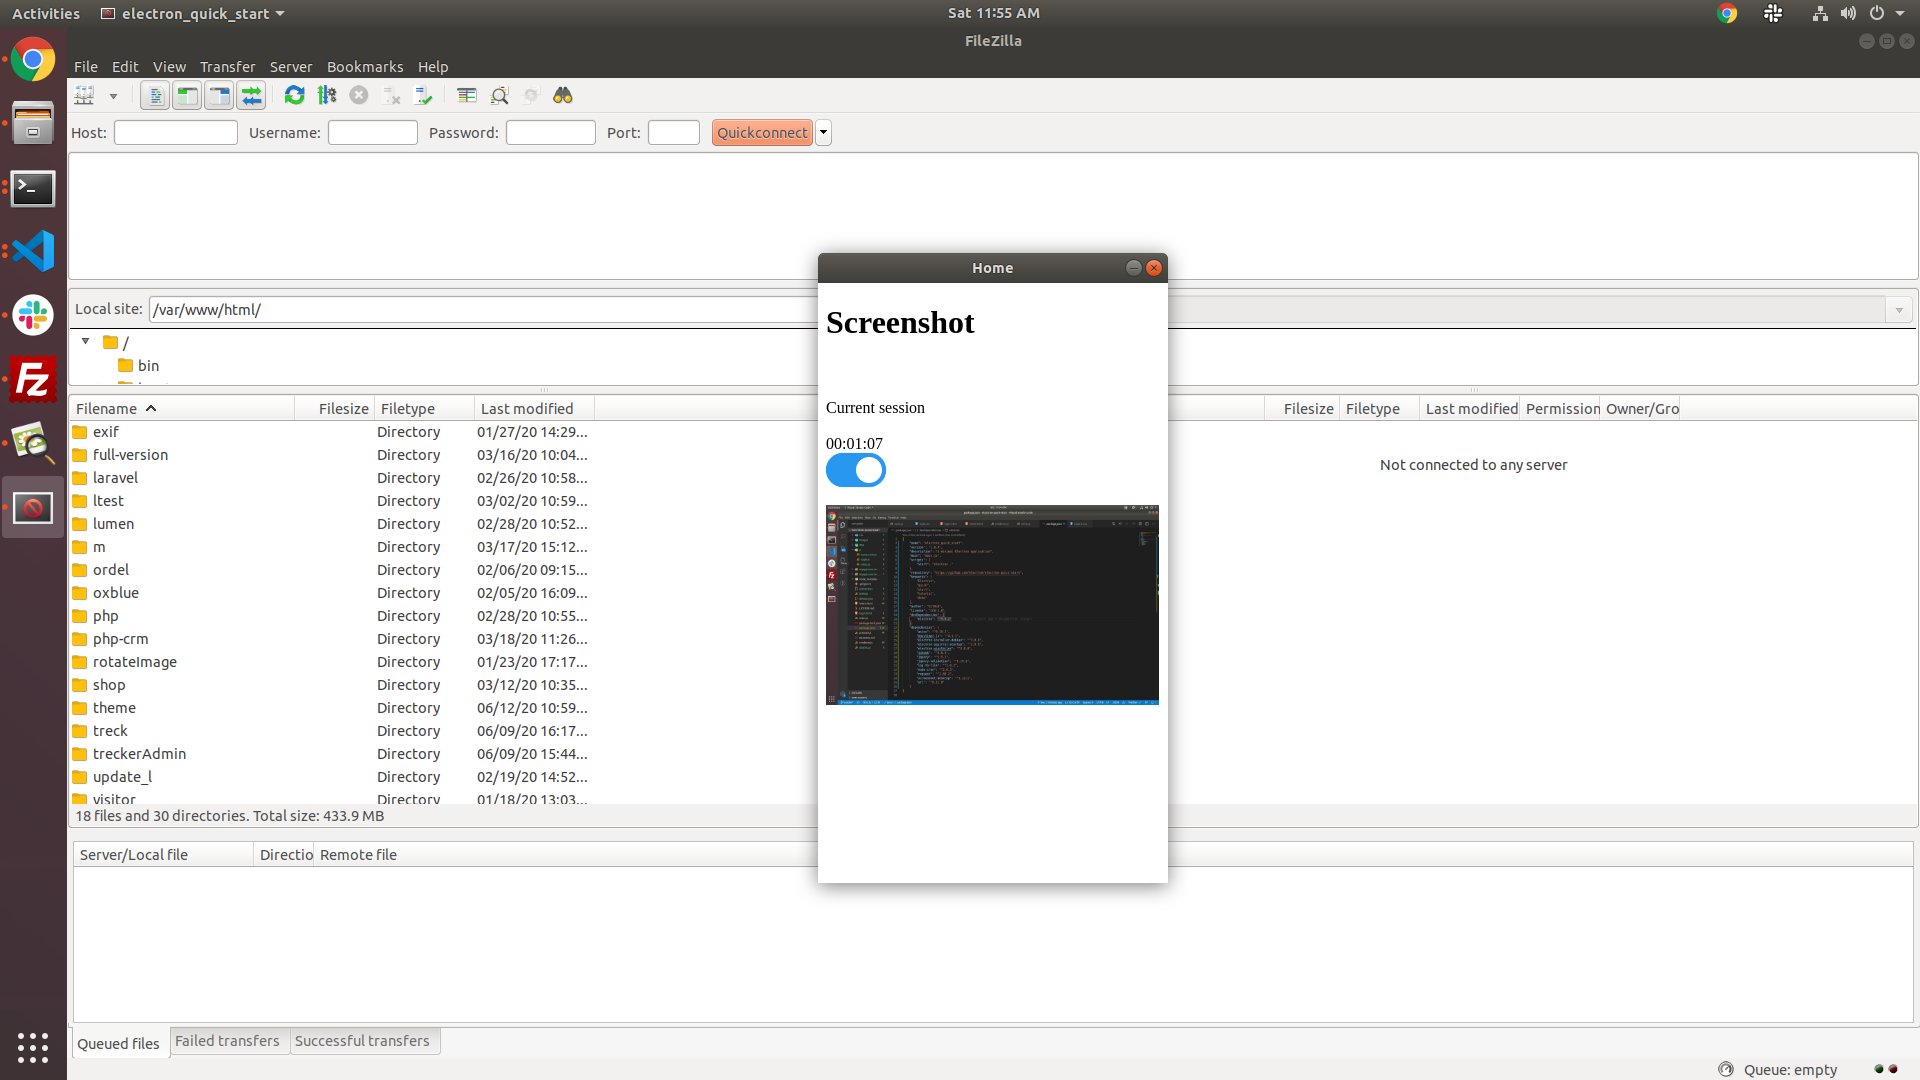 Activities electron_quick_start Sat 11:55 AM
FileZilla
File Edit View Transfer Server Bookmarks Help
Host: Username: Password: Port: Quickconnect
Local site: /var/www/html/
/
bin
Filename Filesize Filetype Last modified
exif Directory 01/27/20 14:29...
full-version Directory 03/16/20 10:04...
laravel Directory 02/26/20 10:58...
ltest Directory 03/02/20 10:59...
lumen Directory 02/28/20 10:52...
m Directory 03/17/20 15:12...
ordel Directory 02/06/20 09:15...
oxblue Directory 02/05/20 16:09...
php Directory 02/28/20 10:55...
php-crm Directory 03/18/20 11:26...
rotateImage Directory 01/23/20 17:17...
shop Directory 03/12/20 10:35...
theme Directory 06/12/20 10:59...
treck Directory 06/09/20 16:17...
treckerAdmin Directory 06/09/20 15:44...
update_l Directory 02/19/20 14:52...
visitor Directory 01/18/20 13:03...
18 files and 30 directories. Total size: 433.9 MB
Home
Screenshot
Current session
00:01:07
Filesize Filetype Last modified Permission Owner/Gro
Not connected to any server
Server/Local file Directio Remote file
Queued files Failed transfers Successful transfers
Queue: empty